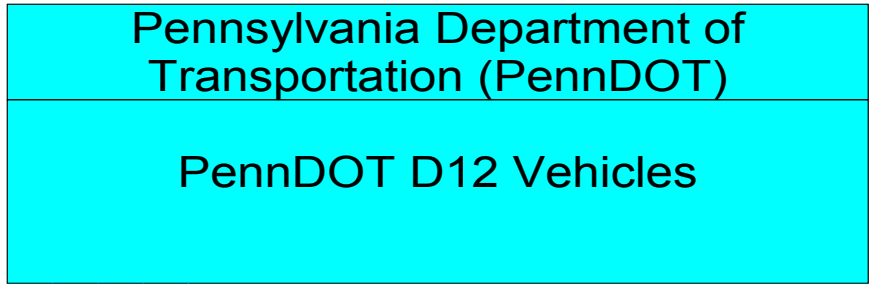 Pennsylvania Department of
Transportation (PennDOT)
PennDOT D12 Vehicles